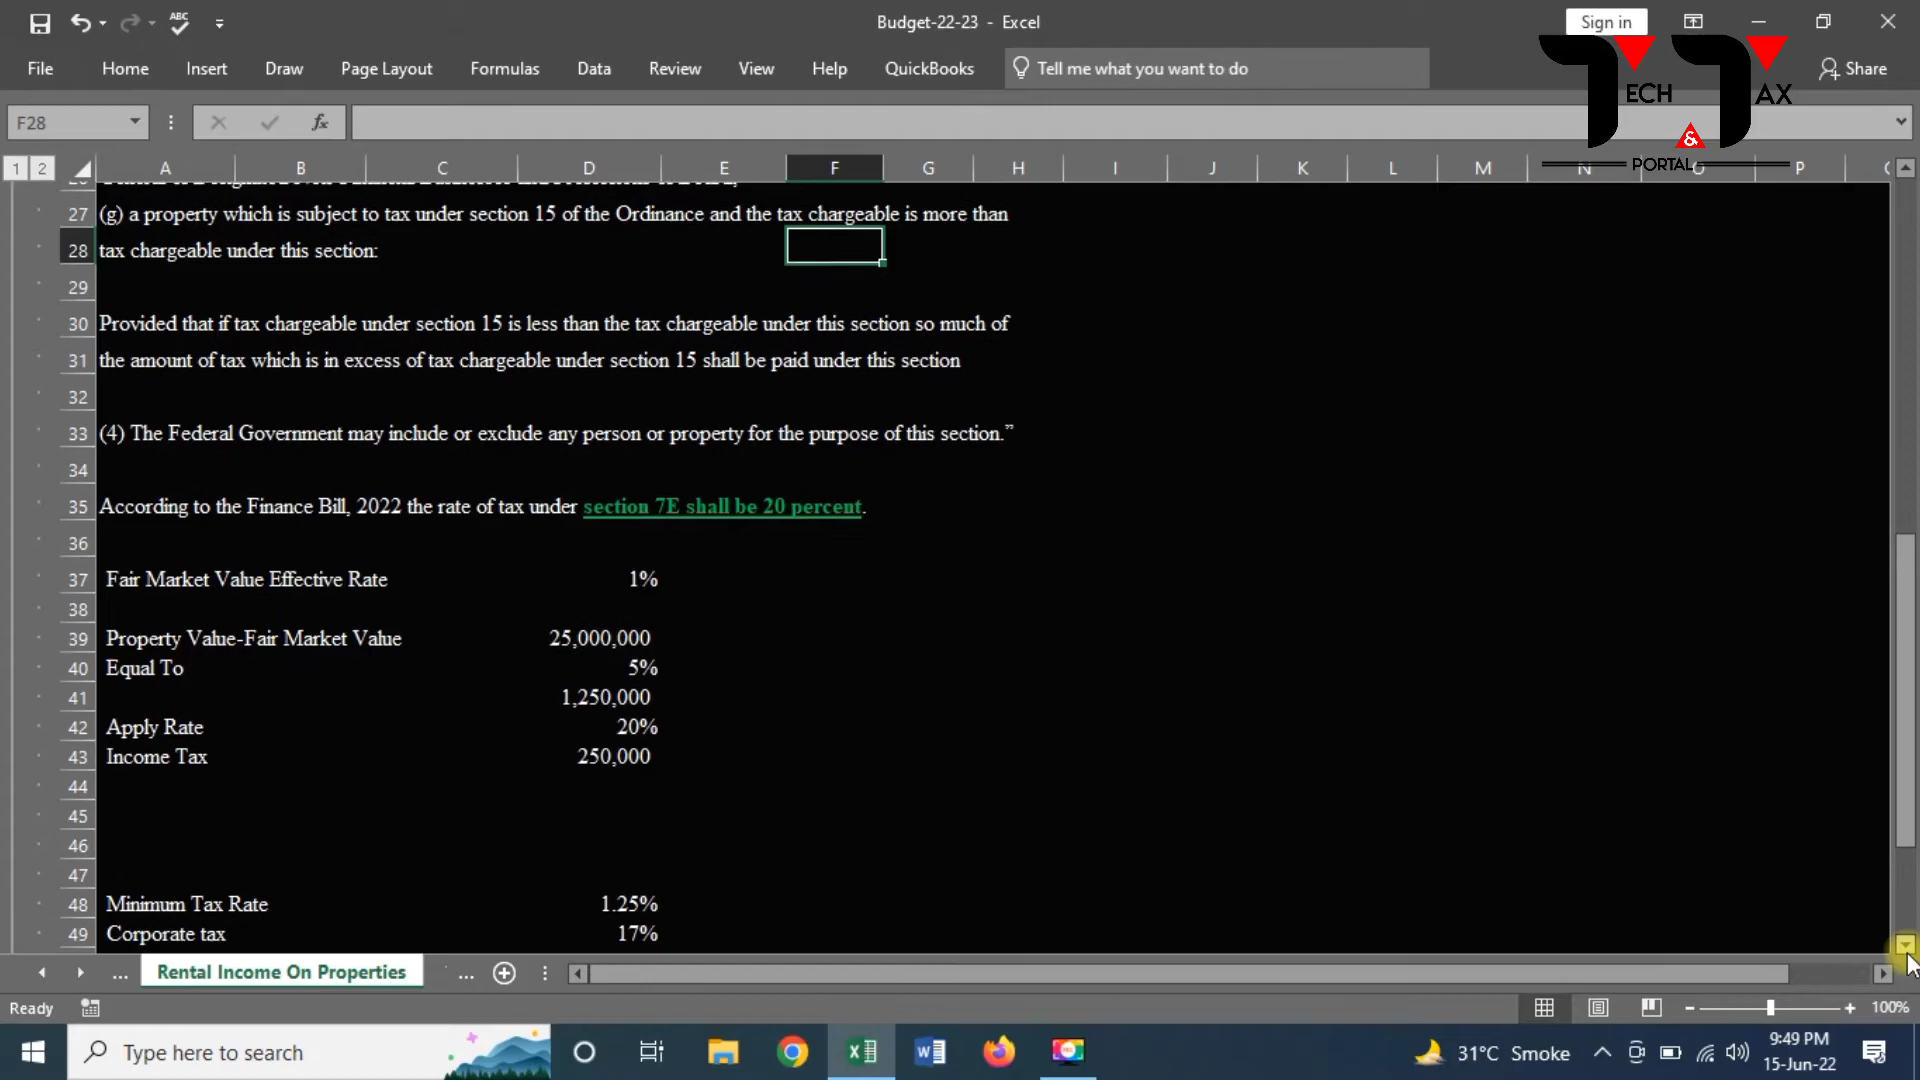 Budget-22-23 - Excel
Sign in
File Home Insert Draw Page Layout Formulas Data Review View Help QuickBooks Tell me what you want to do Share
TECH & TAX
PORTAL
F28 fx
1 2 A B C D E F G H I J K L M N O P
27 (g) a property which is subject to tax under section 15 of the Ordinance and the tax chargeable is more than
28 tax chargeable under this section:
29
30 Provided that if tax chargeable under section 15 is less than the tax chargeable under this section so much of
31 the amount of tax which is in excess of tax chargeable under section 15 shall be paid under this section
32
33 (4) The Federal Government may include or exclude any person or property for the purpose of this section.”
34
35 According to the Finance Bill, 2022 the rate of tax under section 7E shall be 20 percent.
36
37 Fair Market Value Effective Rate 1%
38
39 Property Value-Fair Market Value 25,000,000
40 Equal To 5%
41 1,250,000
42 Apply Rate 20%
43 Income Tax 250,000
44
45
46
47
48 Minimum Tax Rate 1.25%
49 Corporate tax 17%
... Rental Income On Properties ...
Ready 100%
Type here to search 31°C Smoke 9:49 PM
15-Jun-22